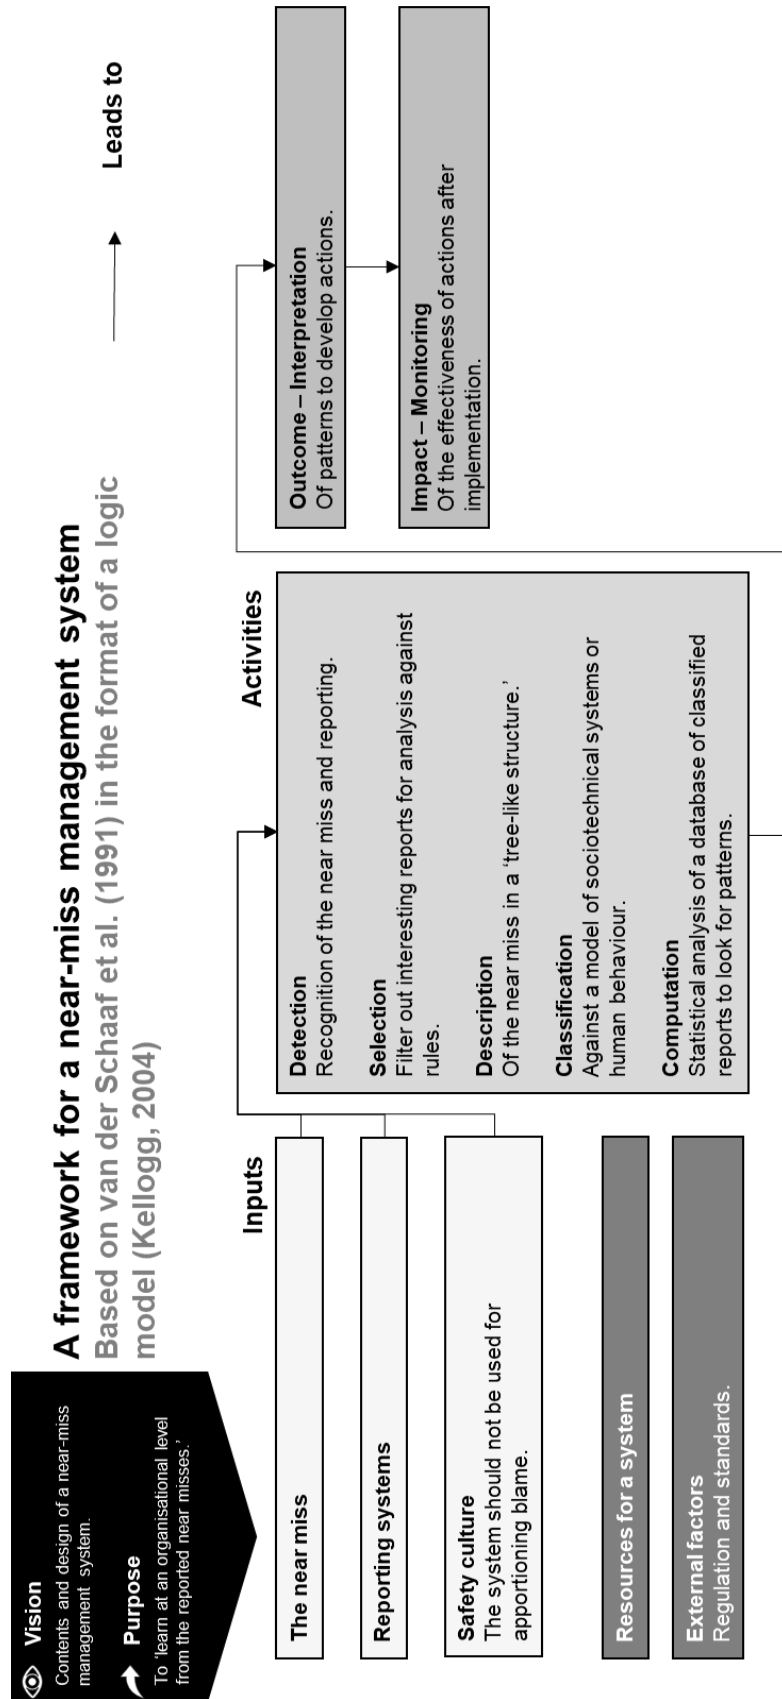 Vision
Contents and design of a near-miss
management system.
Purpose
To ‘learn at an organisational level
from the reported near misses.’
A framework for a near-miss management system
Based on van der Schaaf et al. (1991) in the format of a logic
model (Kellogg, 2004)
Leads to
Inputs
The near miss
Reporting systems
Safety culture
The system should not be used for
apportioning blame.
Resources for a system
External factors
Regulation and standards.
Activities
Detection
Recognition of the near miss and reporting.
Selection
Filter out interesting reports for analysis against
rules.
Description
Of the near miss in a ‘tree-like structure.’
Classification
Against a model of sociotechnical systems or
human behaviour.
Computation
Statistical analysis of a database of classified
reports to look for patterns.
Outcome – Interpretation
Of patterns to develop actions.
Impact – Monitoring
Of the effectiveness of actions after
implementation.